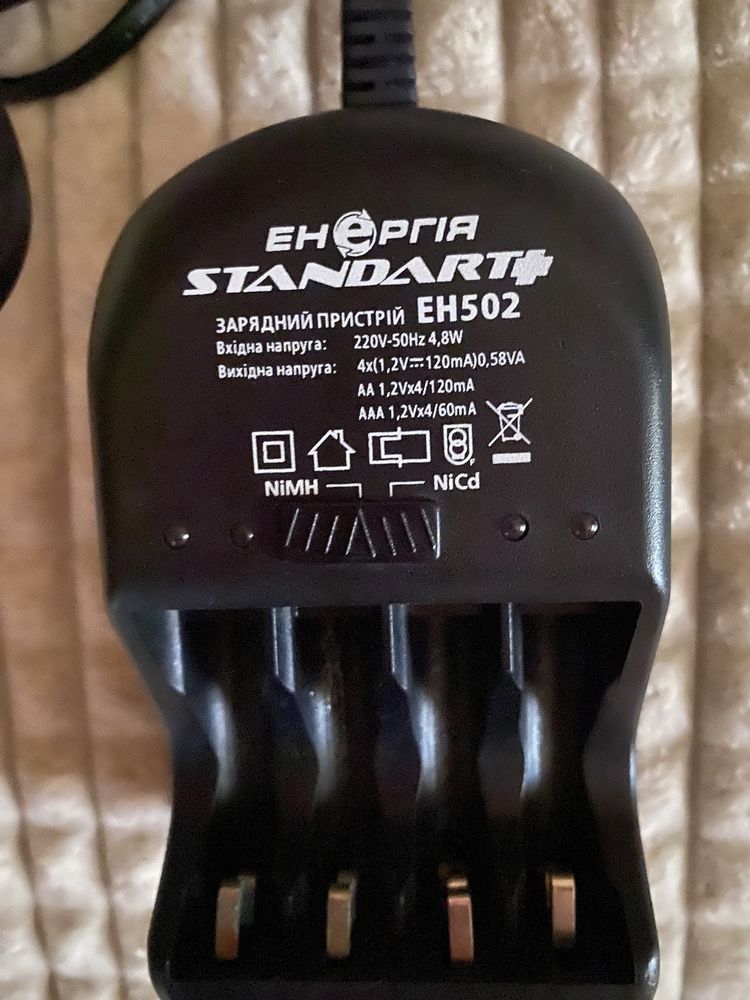 ЕНЕРГІЯ
STANDART+
ЗАРЯДНИЙ ПРИСТРІЙ ЕН502
Вхідна напруга: 220V-50Hz 4,8W
Вихідна напруга: 4x(1,2V⎓120mA)0,58VA
AA 1,2Vx4/120mA
AAA 1,2Vx4/60mA
NiMH NiCd